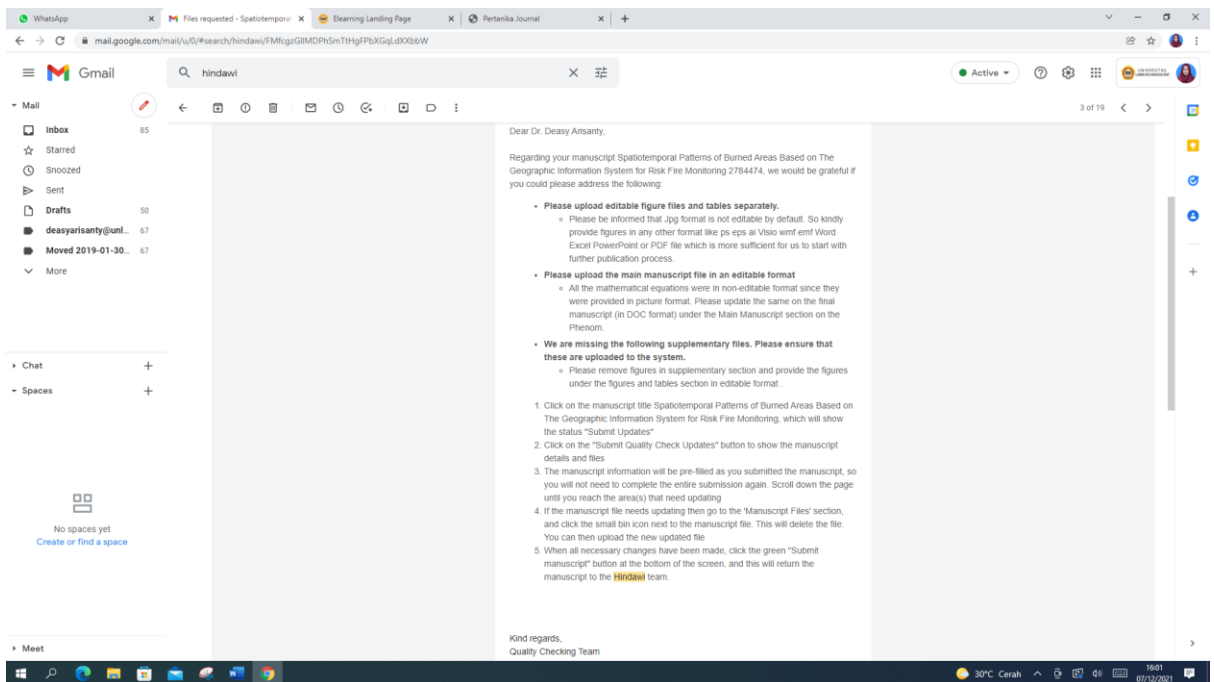 WhatsApp
Files requested - Spatiotemporal
Elearning Landing Page
Pertanika Journal
mail.google.com/mail/u/0/#search/hindawi/FMfcgzGllMDPhSmTtHgFPbXGqLdXXbbW
Gmail
hindawi
Active
Mail
3 of 19
Inbox 85
Starred
Snoozed
Sent
Drafts 50
deasyarisanty@unl... 67
Moved 2019-01-30... 67
More
Chat
Spaces
No spaces yet
Create or find a space
Meet
Dear Dr. Deasy Arisanty,
Regarding your manuscript Spatiotemporal Patterns of Burned Areas Based on The
Geographic Information System for Risk Fire Monitoring 2784474, we would be grateful if
you could please address the following:
• Please upload editable figure files and tables separately.
◦ Please be informed that Jpg format is not editable by default. So kindly
provide figures in any other format like ps eps ai Visio wmf emf Word
Excel PowerPoint or PDF file which is more sufficient for us to start with
further publication process.
• Please upload the main manuscript file in an editable format
◦ All the mathematical equations were in non-editable format since they
were provided in picture format. Please update the same on the final
manuscript (in DOC format) under the Main Manuscript section on the
Phenom.
• We are missing the following supplementary files. Please ensure that
these are uploaded to the system.
◦ Please remove figures in supplementary section and provide the figures
under the figures and tables section in editable format .
1. Click on the manuscript title Spatiotemporal Patterns of Burned Areas Based on
The Geographic Information System for Risk Fire Monitoring, which will show
the status "Submit Updates"
2. Click on the "Submit Quality Check Updates" button to show the manuscript
details and files
3. The manuscript information will be pre-filled as you submitted the manuscript, so
you will not need to complete the entire submission again. Scroll down the page
until you reach the area(s) that need updating
4. If the manuscript file needs updating then go to the 'Manuscript Files' section,
and click the small bin icon next to the manuscript file. This will delete the file.
You can then upload the new updated file
5. When all necessary changes have been made, click the green "Submit
manuscript" button at the bottom of the screen, and this will return the
manuscript to the Hindawi team.
Kind regards,
Quality Checking Team
30°C Cerah
16:01
07/12/2021